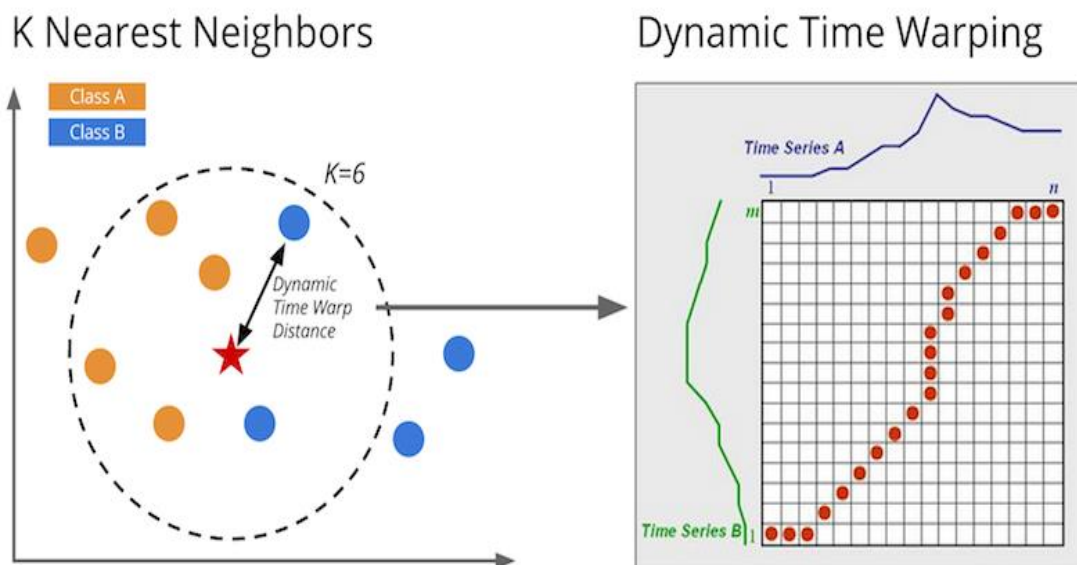 K Nearest Neighbors
Class A
Class B
K=6
Dynamic
Time Warp
Distance
Dynamic Time Warping
Time Series A
1 n
m
Time Series B 1